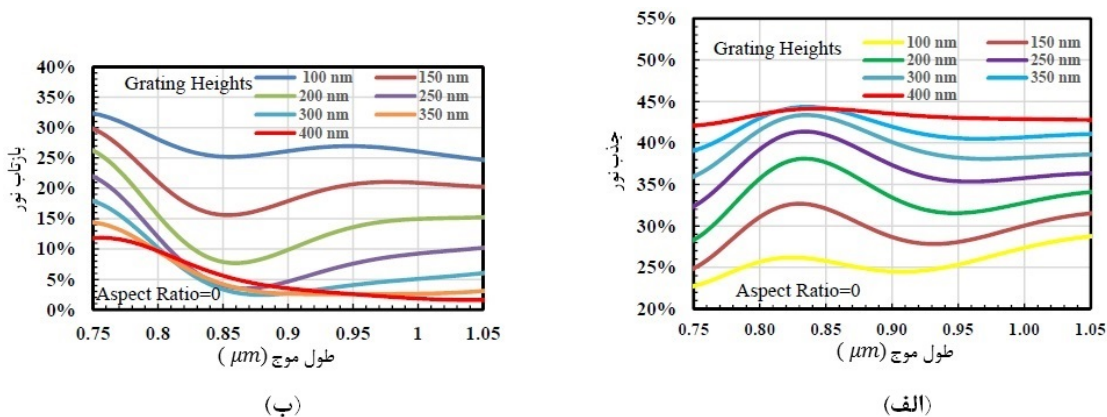 40%
35%
30%
25%
20%
15%
10%
5%
0%
Grating Heights
100 nm 150 nm
200 nm 250 nm
300 nm 350 nm
400 nm
Aspect Ratio=0
0.75 0.8 0.85 0.9 0.95 1 1.05
بازتاب نور
طول موج (μm)
(ب)
55%
50%
45%
40%
35%
30%
25%
20%
Grating Heights
100 nm 150 nm
200 nm 250 nm
300 nm 350 nm
400 nm
Aspect Ratio=0
0.75 0.80 0.85 0.90 0.95 1.00 1.05
جذب نور
طول موج (μm)
(الف)